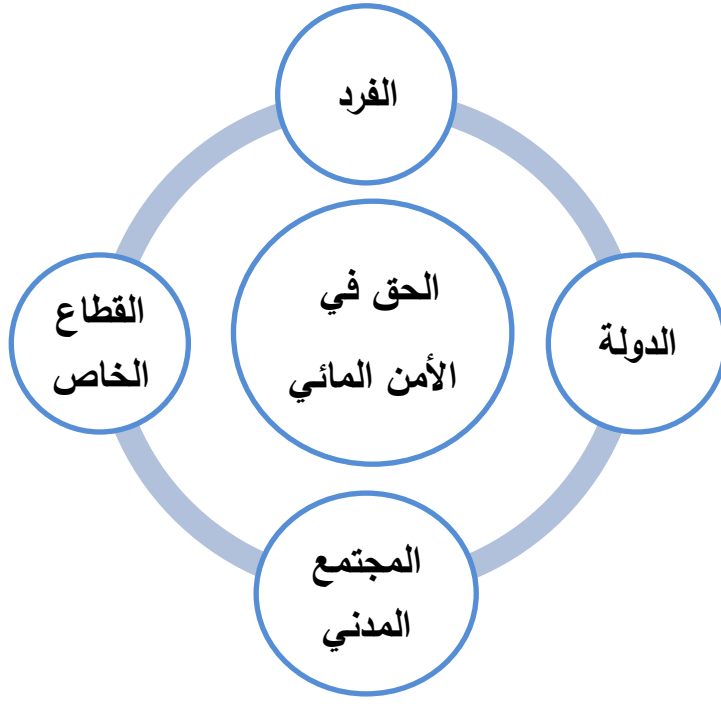 الفرد
الحق في
الأمن المائي
الدولة
القطاع
الخاص
المجتمع
المدني